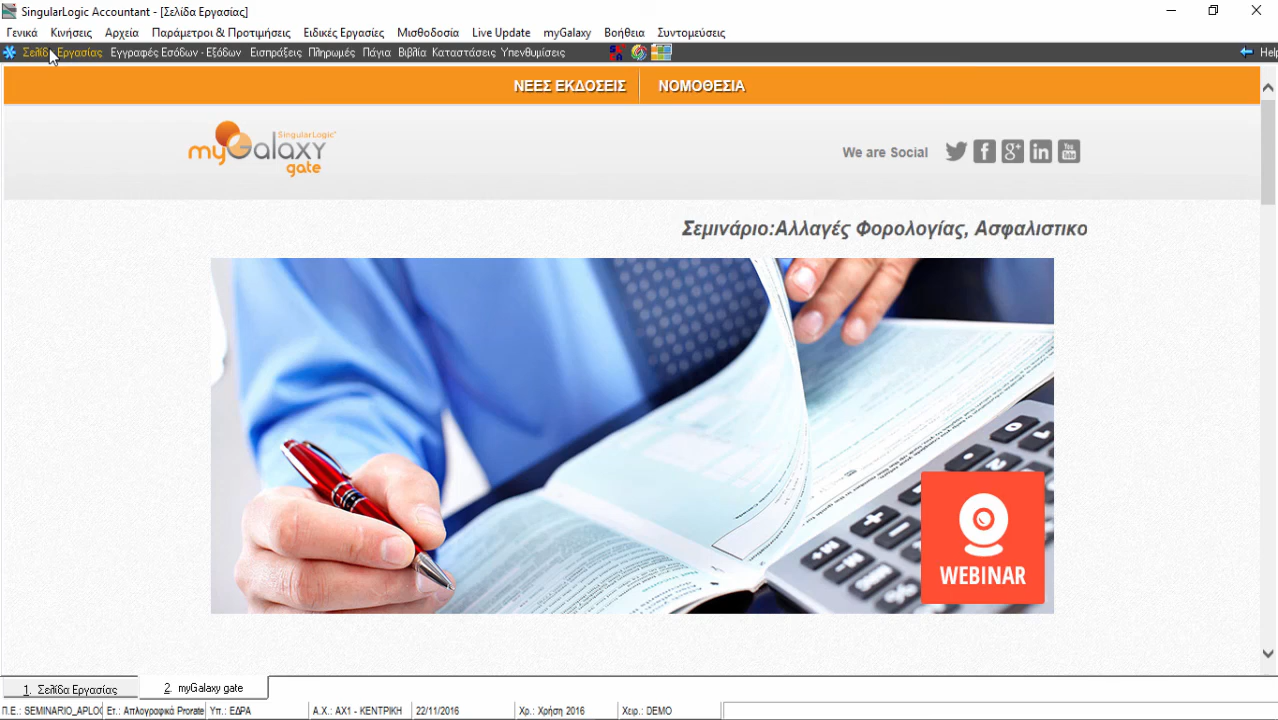 SingularLogic Accountant - [Σελίδα Εργασίας]
Γενικά Κινήσεις Αρχεία Παράμετροι & Προτιμήσεις Ειδικές Εργασίες Μισθοδοσία Live Update myGalaxy Βοήθεια Συντομεύσεις
Σελίδα Εργασίας Εγγραφές Εσόδων - Εξόδων Εισπράξεις Πληρωμές Πάγια Βιβλία Καταστάσεις Υπενθυμίσεις Help
ΝΕΕΣ ΕΚΔΟΣΕΙΣ ΝΟΜΟΘΕΣΙΑ
SingularLogic
myGalaxy
gate
We are Social
Σεμινάριο:Αλλαγές Φορολογίας, Ασφαλιστικο
WEBINAR
1. Σελίδα Εργασίας 2. myGalaxy gate
Π.Ε.: SEMINARIO_APLOG Ετ.: Απλογραφικά Prorate Υπ.: ΕΔΡΑ Α.Χ.: ΑΧ1 - ΚΕΝΤΡΙΚΗ 22/11/2016 Χρ.: Χρήση 2016 Χειρ.: DEMO